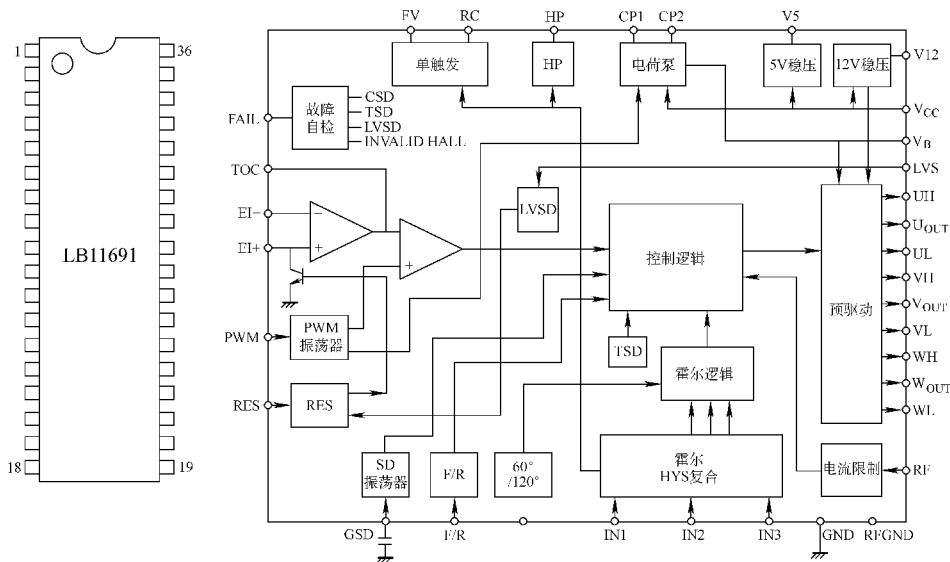 FV RC HP CP1 CP2 V5
1 36
单触发 HP 电荷泵 5V稳压 12V稳压 V12
FAIL 故障自检 CSD
TSD
LVSD
INVALID HALL
VCC
VB
TOC LVS
LVSD
EI− −
EI+ +
+
UH
UOUT
UL
VH
VOUT
VL
WH
WOUT
WL
LB11691
控制逻辑
预驱动
PWM PWM
振荡器
TSD
霍尔逻辑
RES RES
18 19
SD
振荡器
F/R
60°
/120°
霍尔
HYS复合
电流限制 RF
GSD F/R IN1 IN2 IN3 GND RFGND